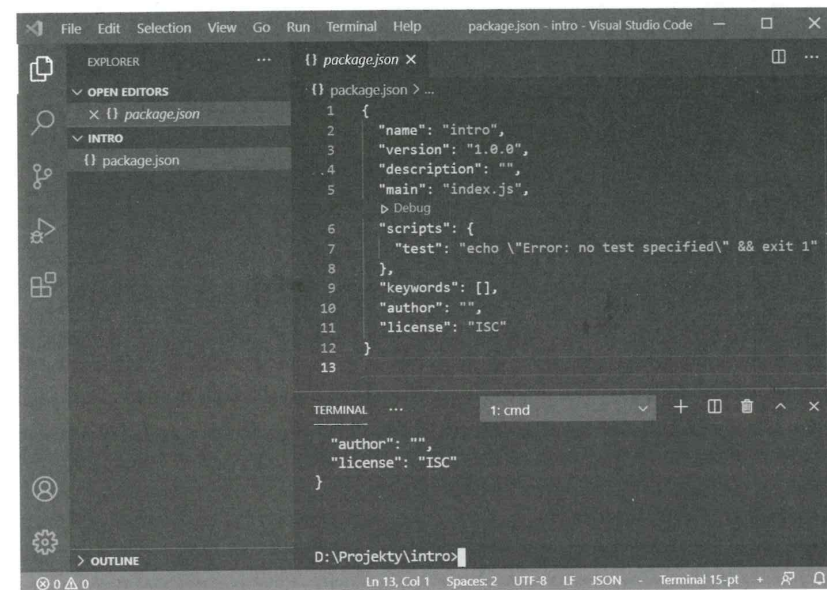 File Edit Selection View Go Run Terminal Help package.json - intro - Visual Studio Code
EXPLORER
OPEN EDITORS
{} package.json
INTRO
{} package.json
OUTLINE
{} package.json
{} package.json > ...
1 {
2 "name": "intro",
3 "version": "1.0.0",
4 "description": "",
5 "main": "index.js",
Debug
6 "scripts": {
7 "test": "echo \"Error: no test specified\" && exit 1"
8 },
9 "keywords": [],
10 "author": "",
11 "license": "ISC"
12 }
13
TERMINAL ... 1: cmd
"author": "",
"license": "ISC"
}
D:\Projekty\intro>
0 0 Ln 13, Col 1 Spaces: 2 UTF-8 LF JSON - Terminal 15-pt +